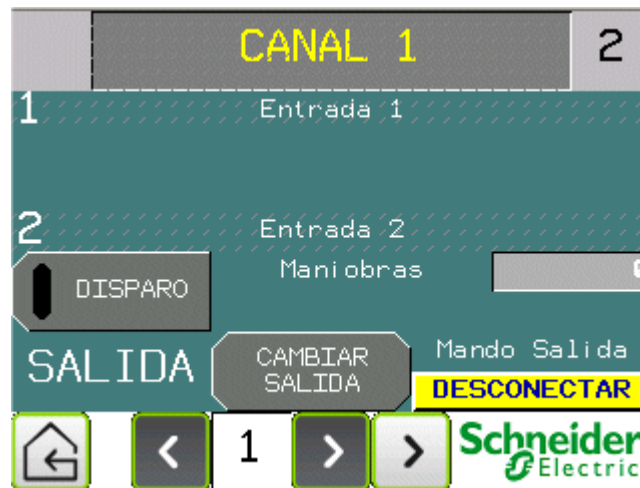 CANAL 1 2
1 Entrada 1
2 Entrada 2
Maniobras 0
DISPARO
SALIDA
CAMBIAR
SALIDA
Mando Salida
DESCONECTAR
< 1 > >
Schneider
Electric